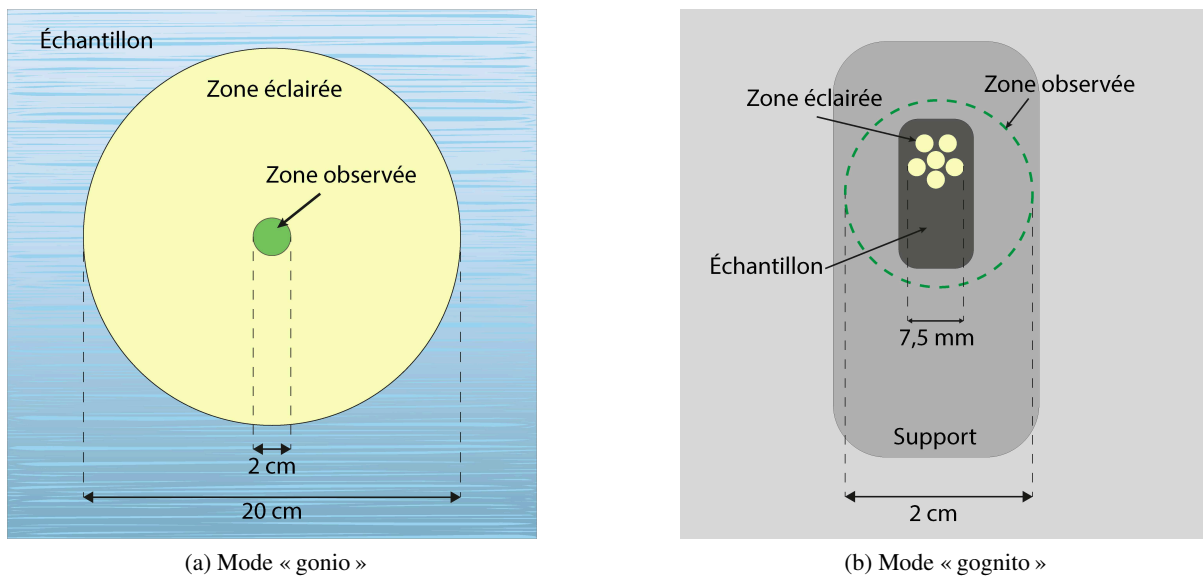 Échantillon
Zone éclairée
Zone observée
2 cm
20 cm
(a) Mode « gonio »
Zone observée
Zone éclairée
Échantillon
7,5 mm
Support
2 cm
(b) Mode « gognito »